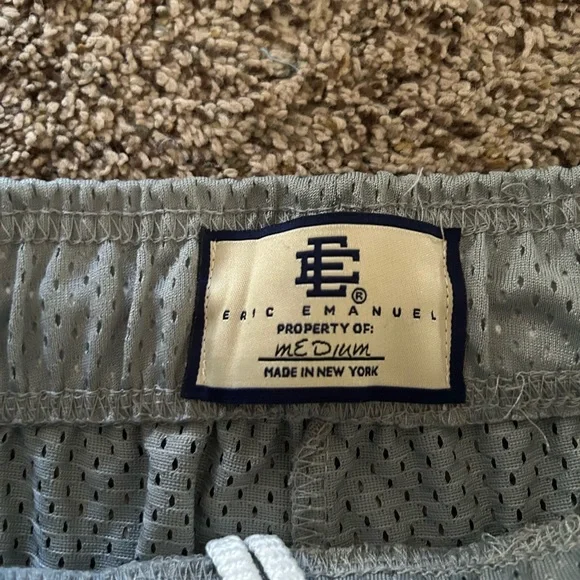 EE®
ERIC EMANUEL
PROPERTY OF:
mEDIUM
MADE IN NEW YORK